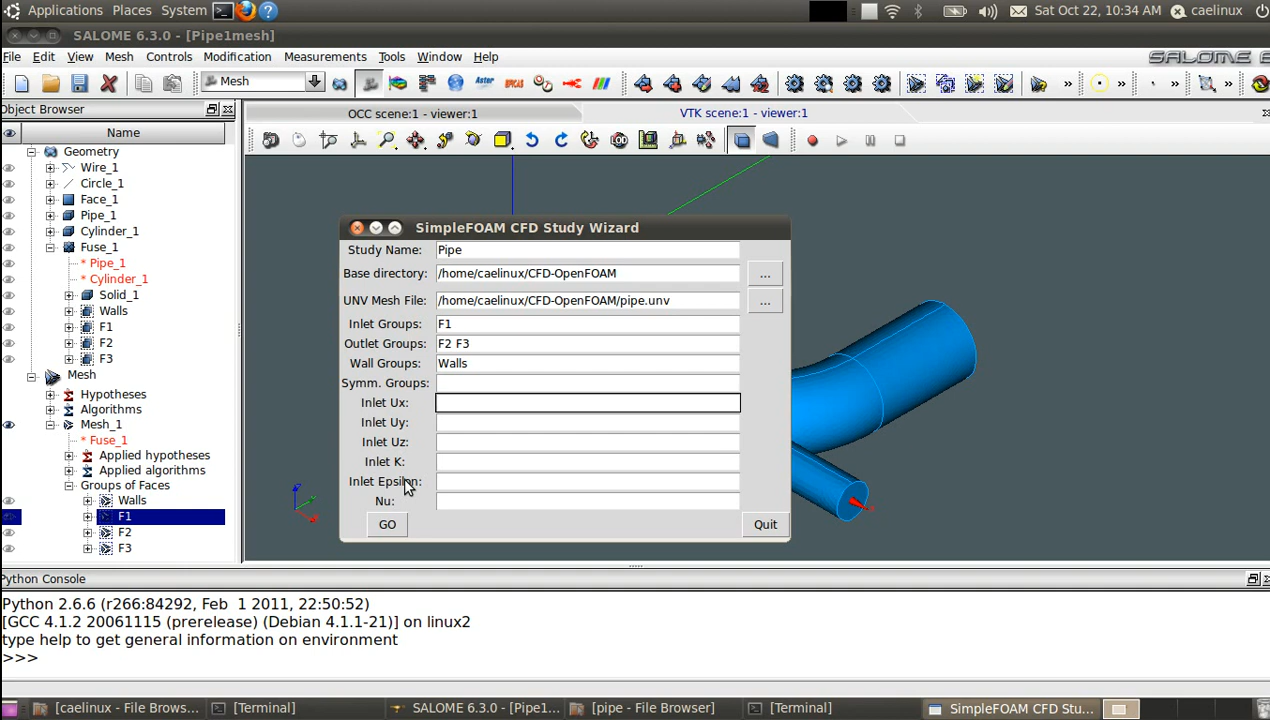 Applications Places System
Sat Oct 22, 10:34 AM caelinux
SALOME 6.3.0 - [Pipe1mesh]
File Edit View Mesh Controls Modification Measurements Tools Window Help
SALOME
Mesh
Aster
Object Browser
OCC scene:1 - viewer:1
VTK scene:1 - viewer:1
Name
Geometry
Wire_1
Circle_1
Face_1
Pipe_1
Cylinder_1
Fuse_1
* Pipe_1
* Cylinder_1
Solid_1
Walls
F1
F2
F3
Mesh
Hypotheses
Algorithms
Mesh_1
* Fuse_1
Applied hypotheses
Applied algorithms
Groups of Faces
Walls
F1
F2
F3
SimpleFOAM CFD Study Wizard
Study Name: Pipe
Base directory: /home/caelinux/CFD-OpenFOAM ...
UNV Mesh File: /home/caelinux/CFD-OpenFOAM/pipe.unv ...
Inlet Groups: F1
Outlet Groups: F2 F3
Wall Groups: Walls
Symm. Groups:
Inlet Ux:
Inlet Uy:
Inlet Uz:
Inlet K:
Inlet Epsilon:
Nu:
GO Quit
Python Console
Python 2.6.6 (r266:84292, Feb 1 2011, 22:50:52)
[GCC 4.1.2 20061115 (prerelease) (Debian 4.1.1-21)] on linux2
type help to get general information on environment
>>>
[caelinux - File Brows... [Terminal] SALOME 6.3.0 - [Pipe1... [pipe - File Browser] [Terminal] SimpleFOAM CFD Stu...